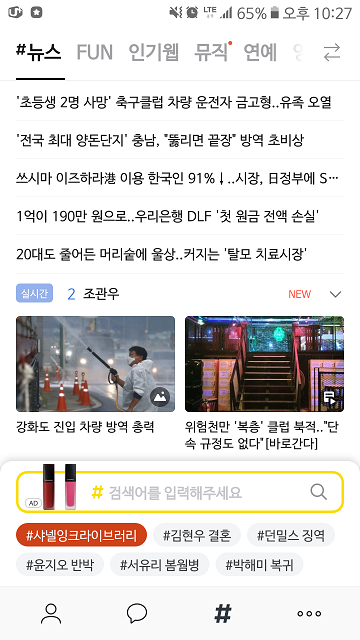 LTE 65% 오후 10:27
#뉴스 FUN 인기웹 뮤직 연예
'초등생 2명 사망' 축구클럽 차량 운전자 금고형..유족 오열
'전국 최대 양돈단지' 충남, "뚫리면 끝장" 방역 초비상
쓰시마 이즈하라港 이용 한국인 91%↓..시장, 日정부에 S…
1억이 190만 원으로..우리은행 DLF '첫 원금 전액 손실'
20대도 줄어든 머리숱에 울상..커지는 '탈모 치료시장'
실시간 2 조관우 NEW
강화도 진입 차량 방역 총력
위험천만 '복층' 클럽 북적.."단
속 규정도 없다"[바로간다]
AD # 검색어를 입력해주세요
#샤넬잉크라이브러리 #김현우 결혼 #던밀스 징역
#윤지오 반박 #서유리 봄월병 #박해미 복귀
#